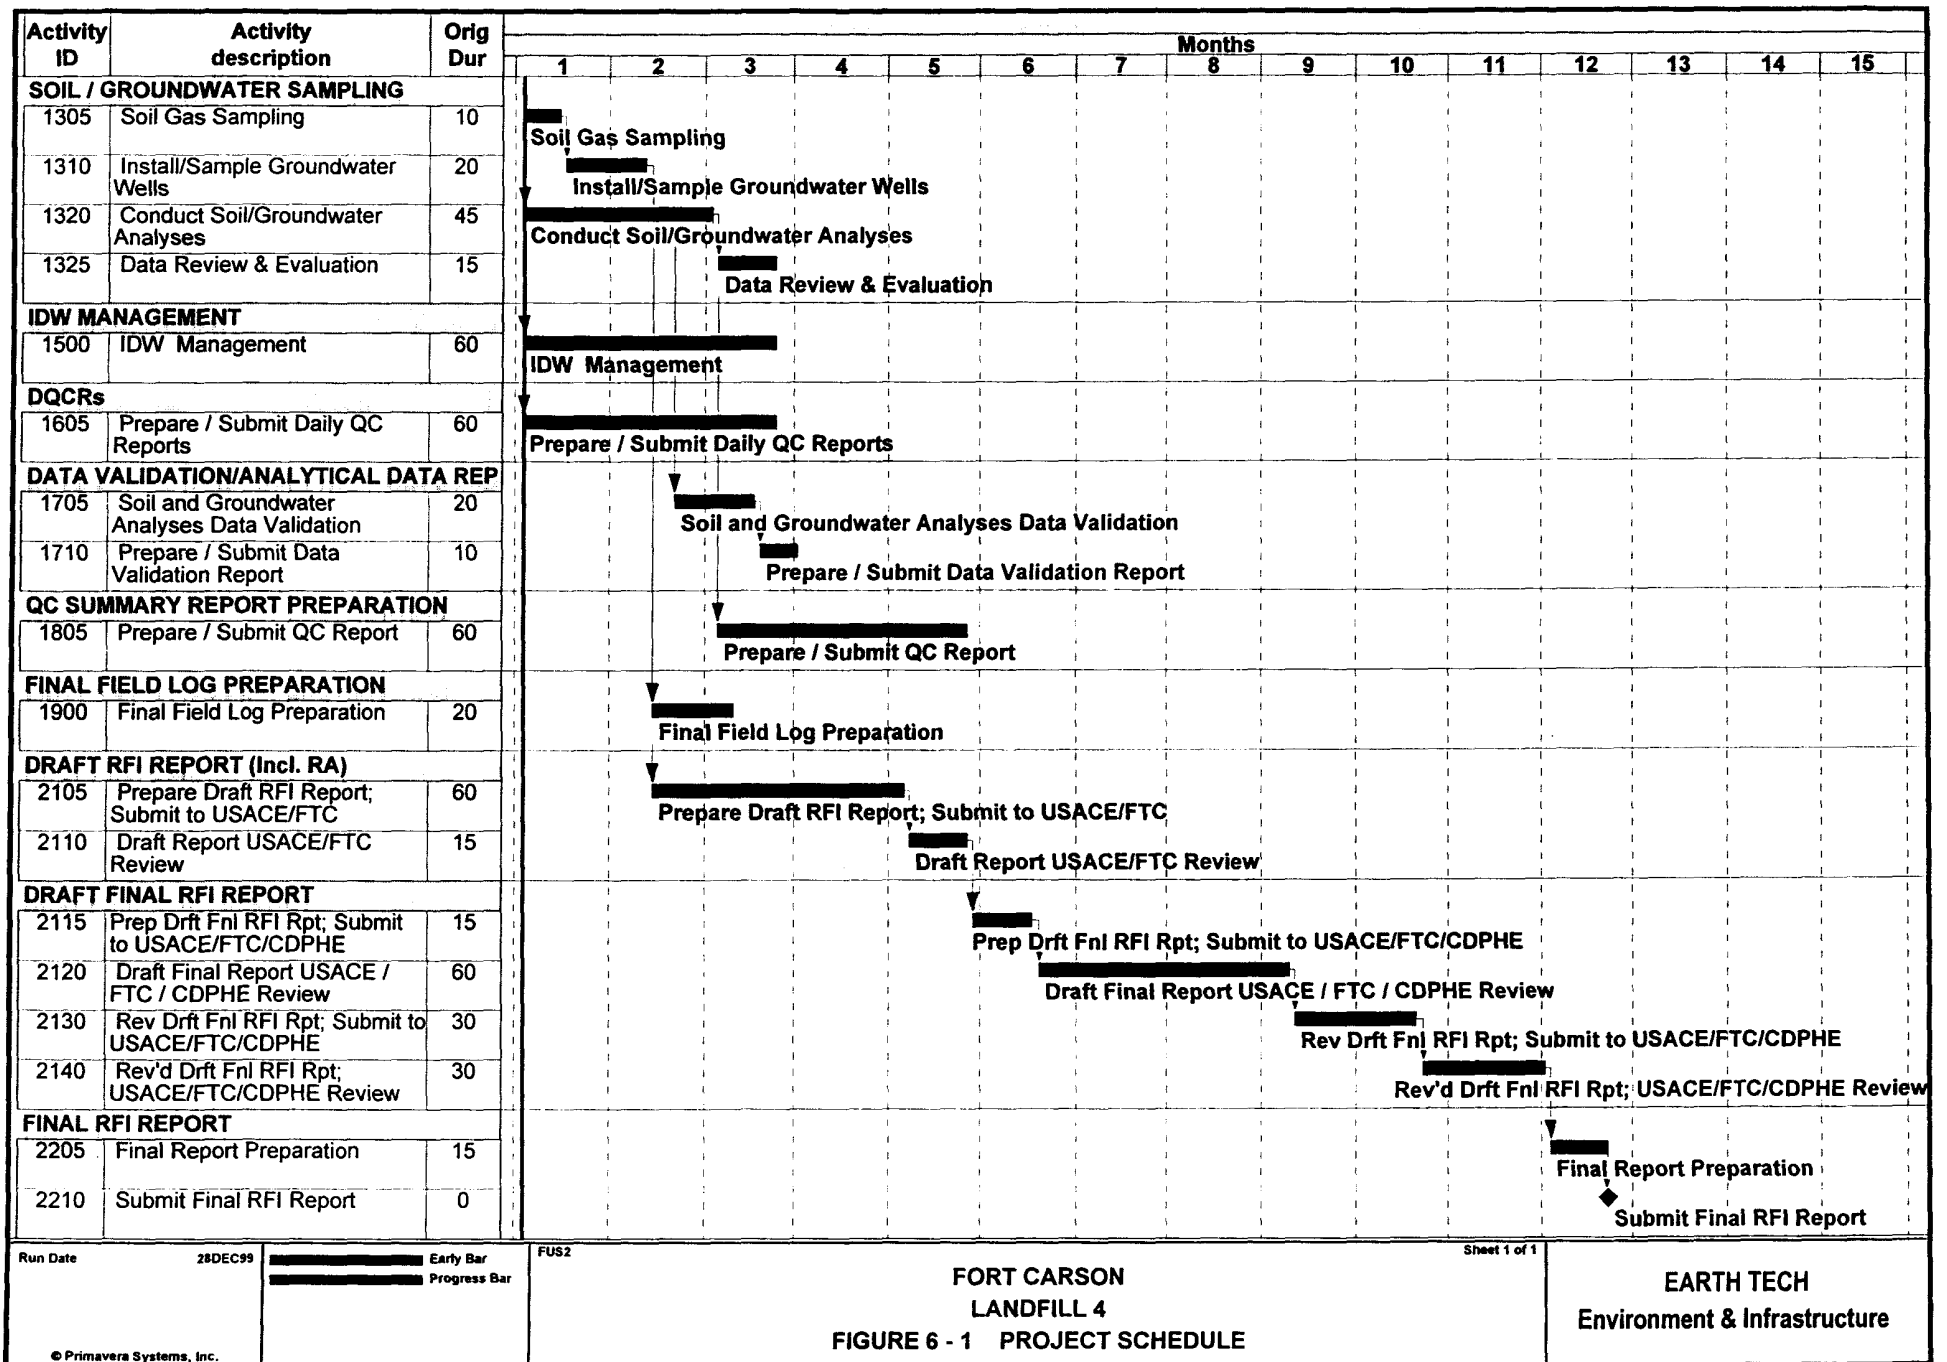 Activity ID Activity description Orig Dur
Months
1 2 3 4 5 6 7 8 9 10 11 12 13 14 15
SOIL / GROUNDWATER SAMPLING
1305 Soil Gas Sampling 10
Soil Gas Sampling
1310 Install/Sample Groundwater Wells 20
Install/Sample Groundwater Wells
1320 Conduct Soil/Groundwater Analyses 45
Conduct Soil/Groundwater Analyses
1325 Data Review & Evaluation 15
Data Review & Evaluation
IDW MANAGEMENT
1500 IDW Management 60
IDW Management
DQCRs
1605 Prepare / Submit Daily QC Reports 60
Prepare / Submit Daily QC Reports
DATA VALIDATION/ANALYTICAL DATA REP
1705 Soil and Groundwater Analyses Data Validation 20
Soil and Groundwater Analyses Data Validation
1710 Prepare / Submit Data Validation Report 10
Prepare / Submit Data Validation Report
QC SUMMARY REPORT PREPARATION
1805 Prepare / Submit QC Report 60
Prepare / Submit QC Report
FINAL FIELD LOG PREPARATION
1900 Final Field Log Preparation 20
Final Field Log Preparation
DRAFT RFI REPORT (Incl. RA)
2105 Prepare Draft RFI Report; Submit to USACE/FTC 60
Prepare Draft RFI Report; Submit to USACE/FTC
2110 Draft Report USACE/FTC Review 15
Draft Report USACE/FTC Review
DRAFT FINAL RFI REPORT
2115 Prep Drft Fnl RFI Rpt; Submit to USACE/FTC/CDPHE 15
Prep Drft Fnl RFI Rpt; Submit to USACE/FTC/CDPHE
2120 Draft Final Report USACE / FTC / CDPHE Review 60
Draft Final Report USACE / FTC / CDPHE Review
2130 Rev Drft Fnl RFI Rpt; Submit to USACE/FTC/CDPHE 30
Rev Drft Fnl RFI Rpt; Submit to USACE/FTC/CDPHE
2140 Rev'd Drft Fnl RFI Rpt; USACE/FTC/CDPHE Review 30
Rev'd Drft Fnl RFI Rpt; USACE/FTC/CDPHE Review
FINAL RFI REPORT
2205 Final Report Preparation 15
Final Report Preparation
2210 Submit Final RFI Report 0
Submit Final RFI Report
Run Date 28DEC99
Early Bar
Progress Bar
© Primavera Systems, Inc.
FUS2
Sheet 1 of 1
FORT CARSON
LANDFILL 4
FIGURE 6 - 1 PROJECT SCHEDULE
EARTH TECH
Environment & Infrastructure